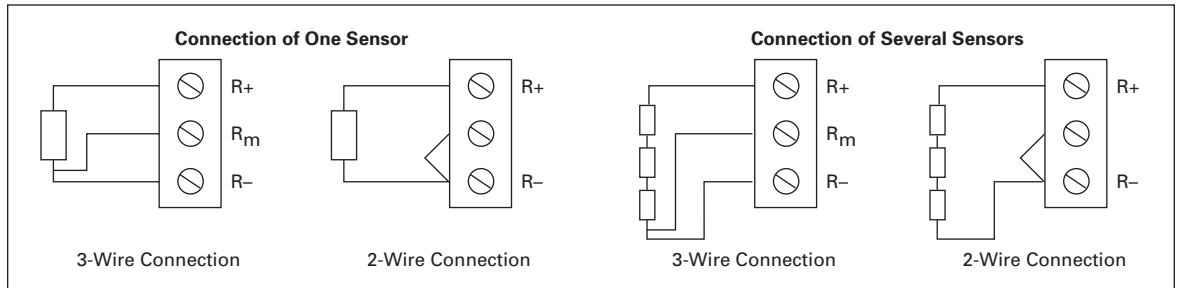 Connection of One Sensor
R+
Rm
R–
3-Wire Connection
R+
R–
2-Wire Connection
Connection of Several Sensors
R+
Rm
R–
3-Wire Connection
R+
R–
2-Wire Connection